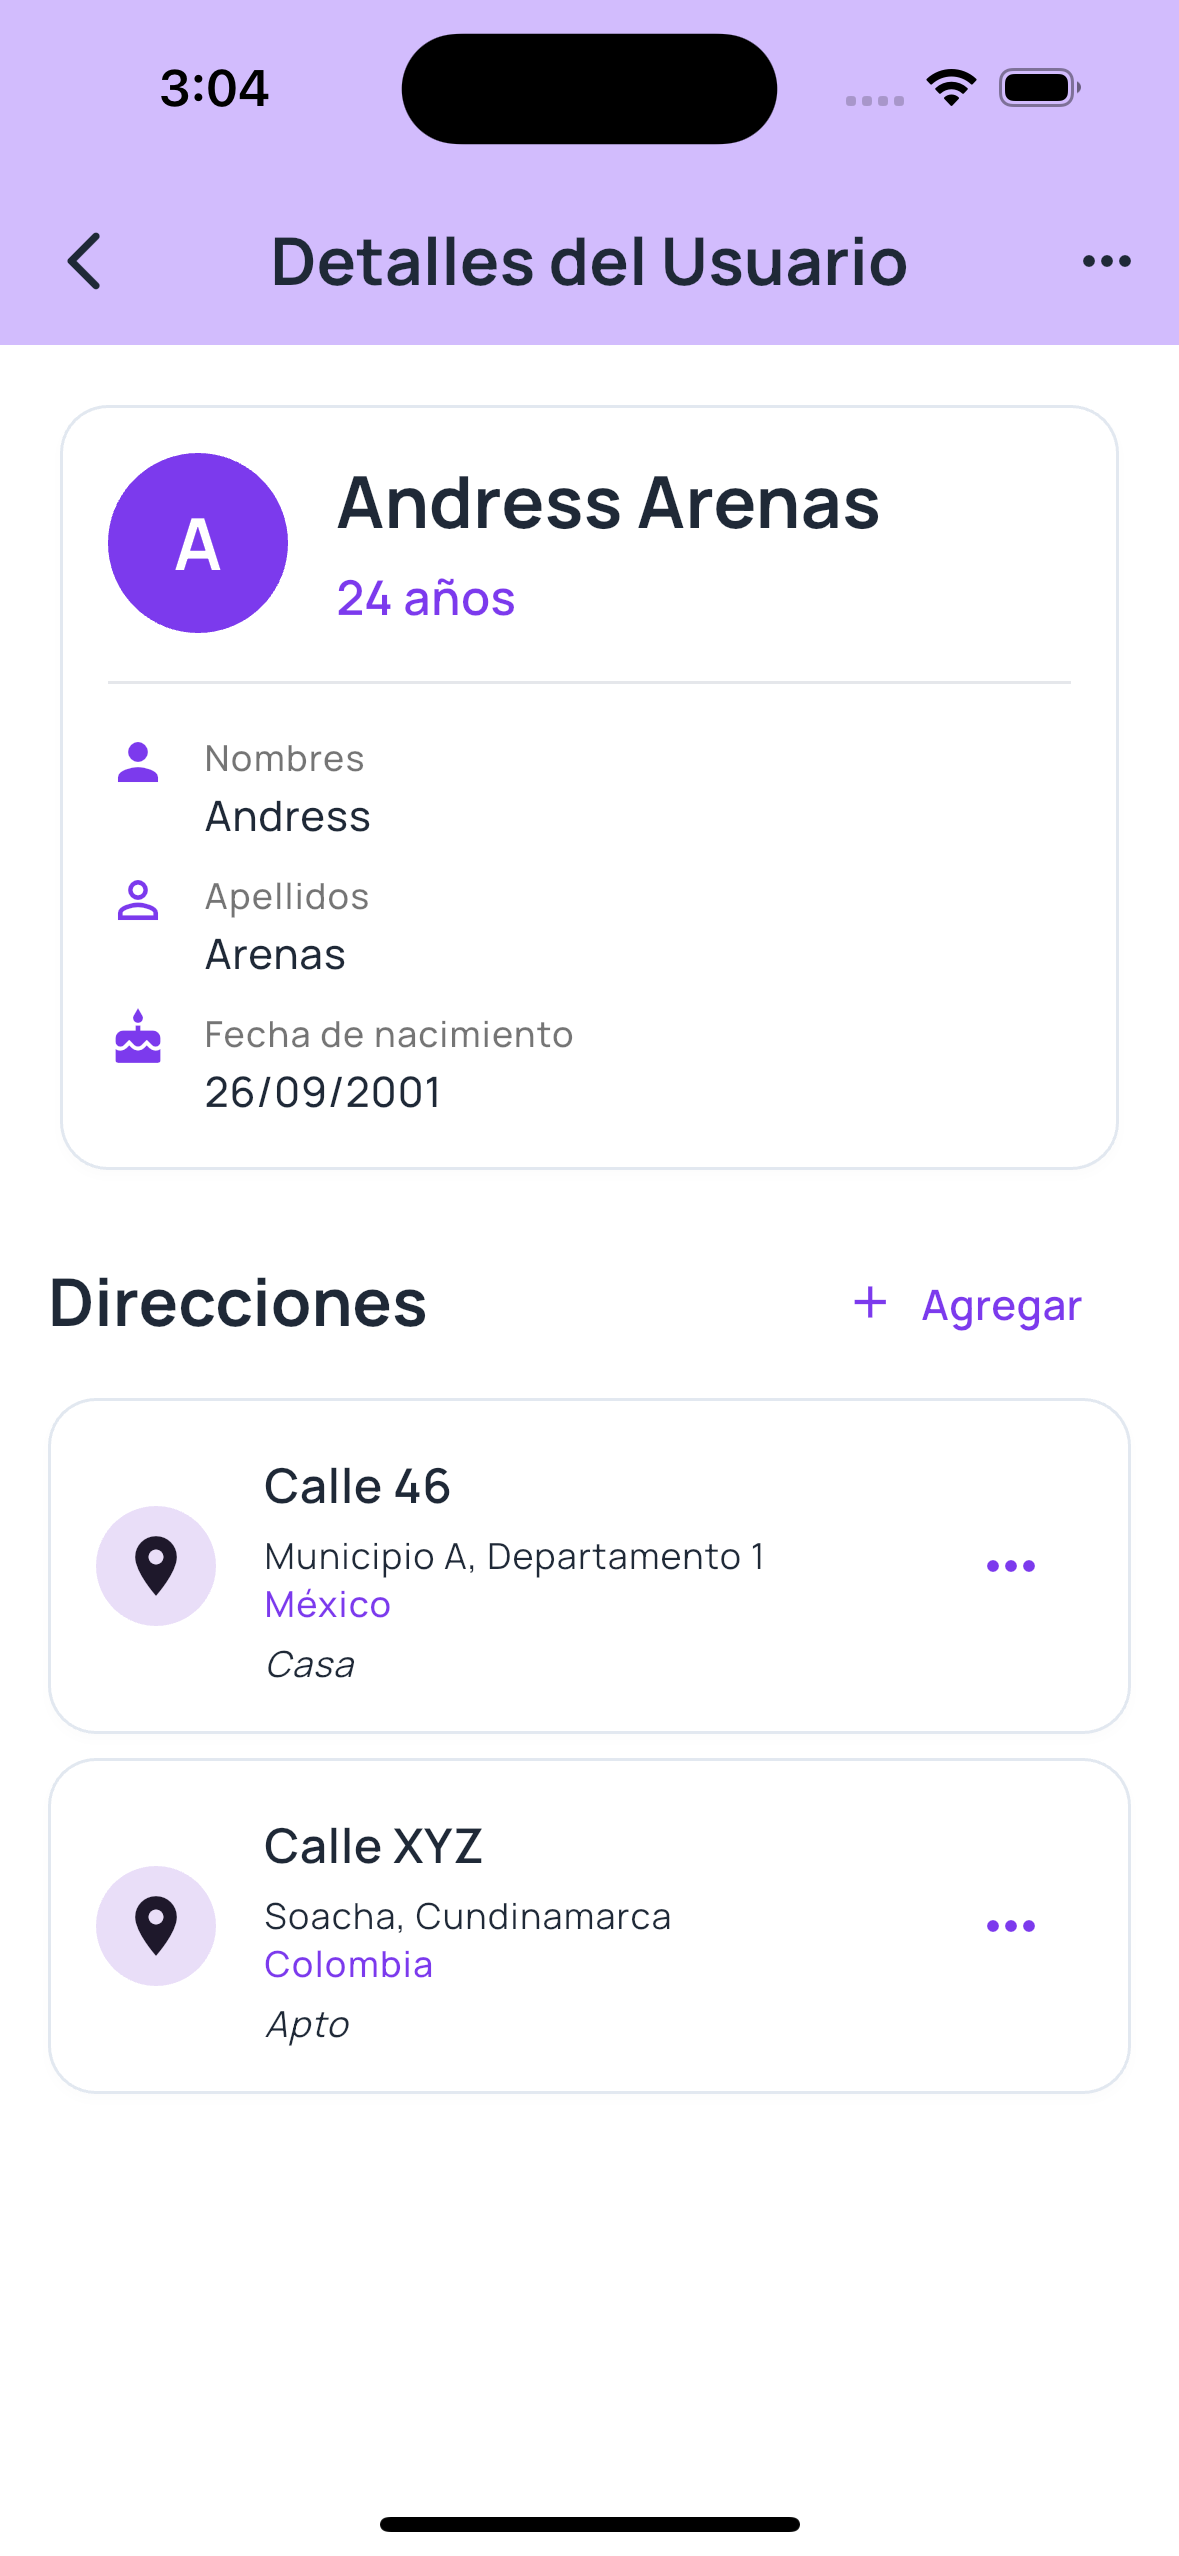 3:04
Detalles del Usuario
A
Andress Arenas
24 años
Nombres
Andress
Apellidos
Arenas
Fecha de nacimiento
26/09/2001
Direcciones
+ Agregar
Calle 46
Municipio A, Departamento 1
México
Casa
Calle XYZ
Soacha, Cundinamarca
Colombia
Apto